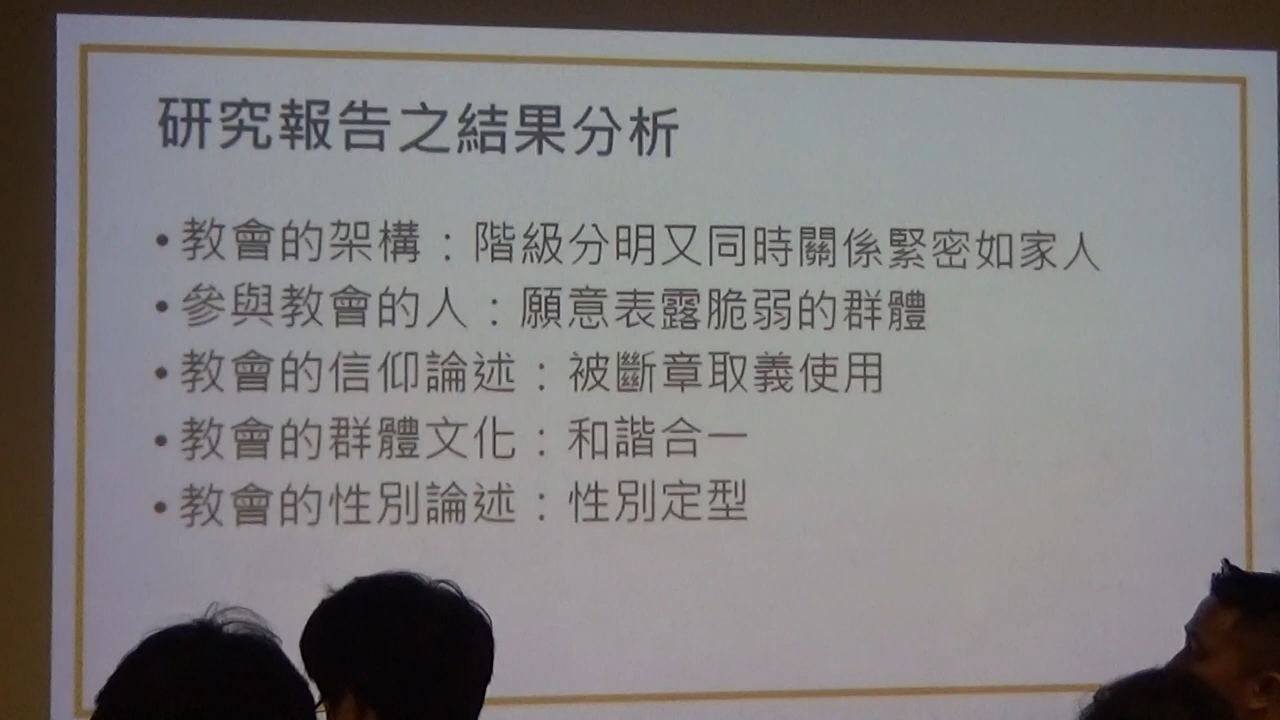 研究報告之結果分析
• 教會的架構：階級分明又同時關係緊密如家人
• 參與教會的人：願意表露脆弱的群體
• 教會的信仰論述：被斷章取義使用
• 教會的群體文化：和諧合一
• 教會的性別論述：性別定型